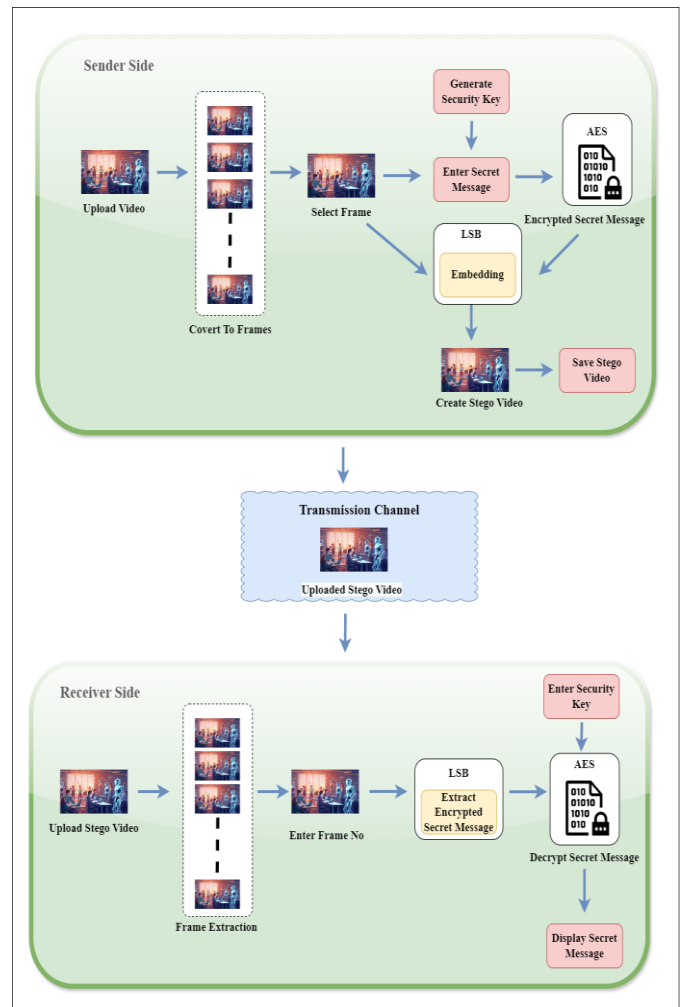 Sender Side
Generate
Security Key
AES
010
01010
1010
010
Enter Secret
Message
Upload Video
Select Frame
Encrypted Secret Message
LSB
Embedding
Covert To Frames
Save Stego
Video
Create Stego Video
Transmission Channel
Uploaded Stego Video
Receiver Side
Enter Security
Key
AES
010
01010
1010
010
LSB
Extract
Encrypted
Secret Message
Upload Stego Video
Enter Frame No
Decrypt Secret Message
Frame Extraction
Display Secret
Message